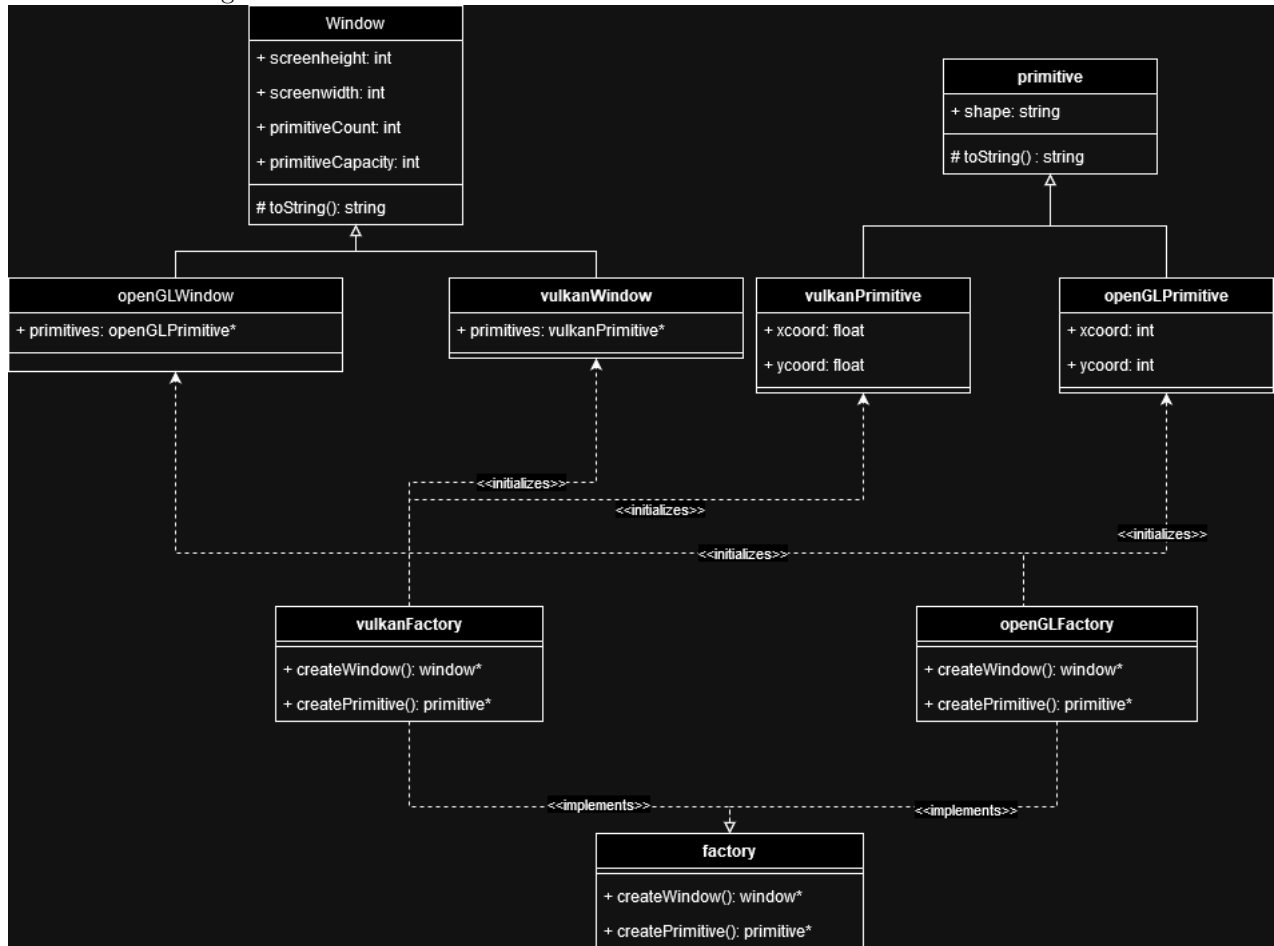 Window
+ screenheight: int
+ screenwidth: int
+ primitiveCount: int
+ primitiveCapacity: int
# toString(): string
primitive
+ shape: string
# toString() : string
openGLWindow
+ primitives: openGLPrimitive*
vulkanWindow
+ primitives: vulkanPrimitive*
vulkanPrimitive
+ xcoord: float
+ ycoord: float
openGLPrimitive
+ xcoord: int
+ ycoord: int
<<initializes>>
<<initializes>>
<<initializes>>
<<initializes>>
vulkanFactory
+ createWindow(): window*
+ createPrimitive(): primitive*
openGLFactory
+ createWindow(): window*
+ createPrimitive(): primitive*
<<implements>>
<<implements>>
factory
+ createWindow(): window*
+ createPrimitive(): primitive*